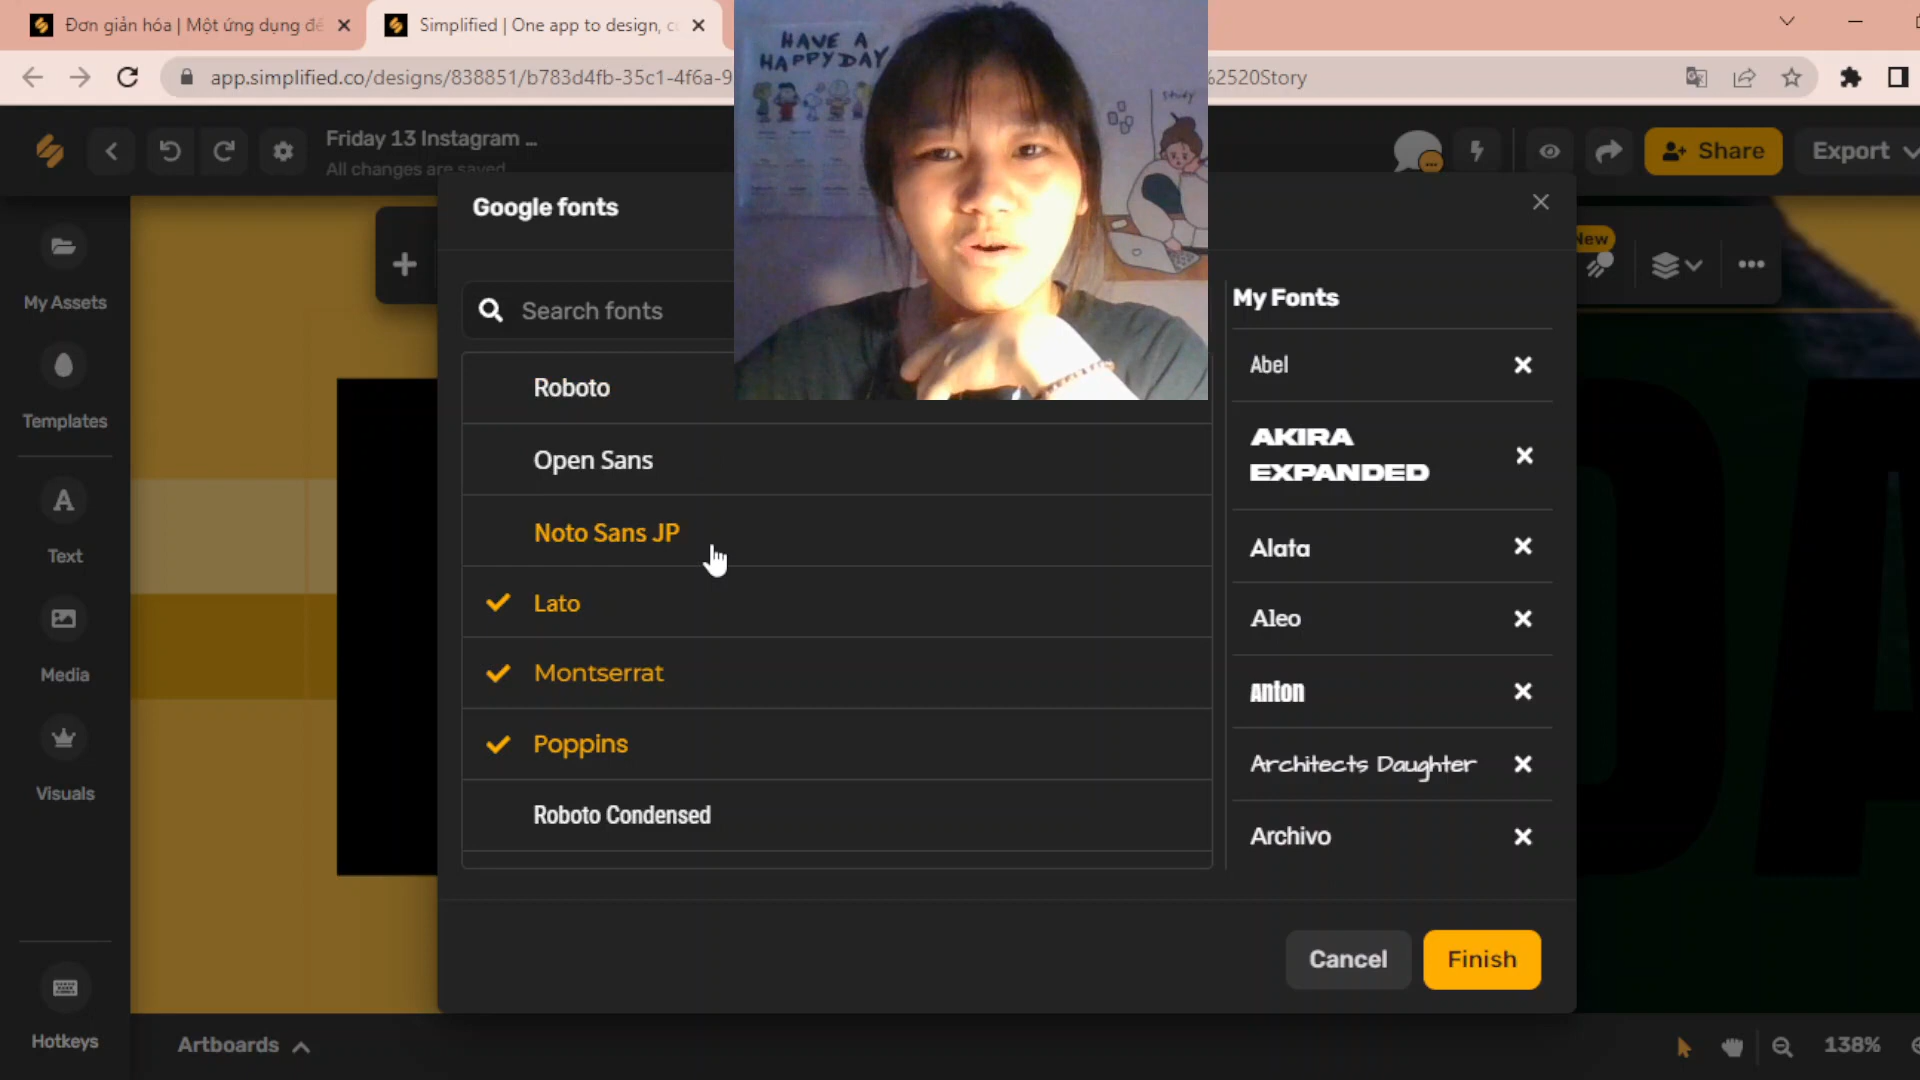 Đơn giản hóa | Một ứng dụng để
Simplified | One app to design, c
app.simplified.co/designs/838851/b783d4fb-35c1-4f6a-9
%2520Story
HAVE A
HAPPY DAY
study
Friday 13 Instagram ...
All changes are saved
Share
Export
Google fonts
New
My Assets
Search fonts
My Fonts
Roboto
Abel
Templates
Open Sans
AKIRA
EXPANDED
Noto Sans JP
Alata
Text
Lato
Aleo
Media
Montserrat
Anton
Poppins
Architects Daughter
Visuals
Roboto Condensed
Archivo
Cancel
Finish
Hotkeys
Artboards
138%
DA